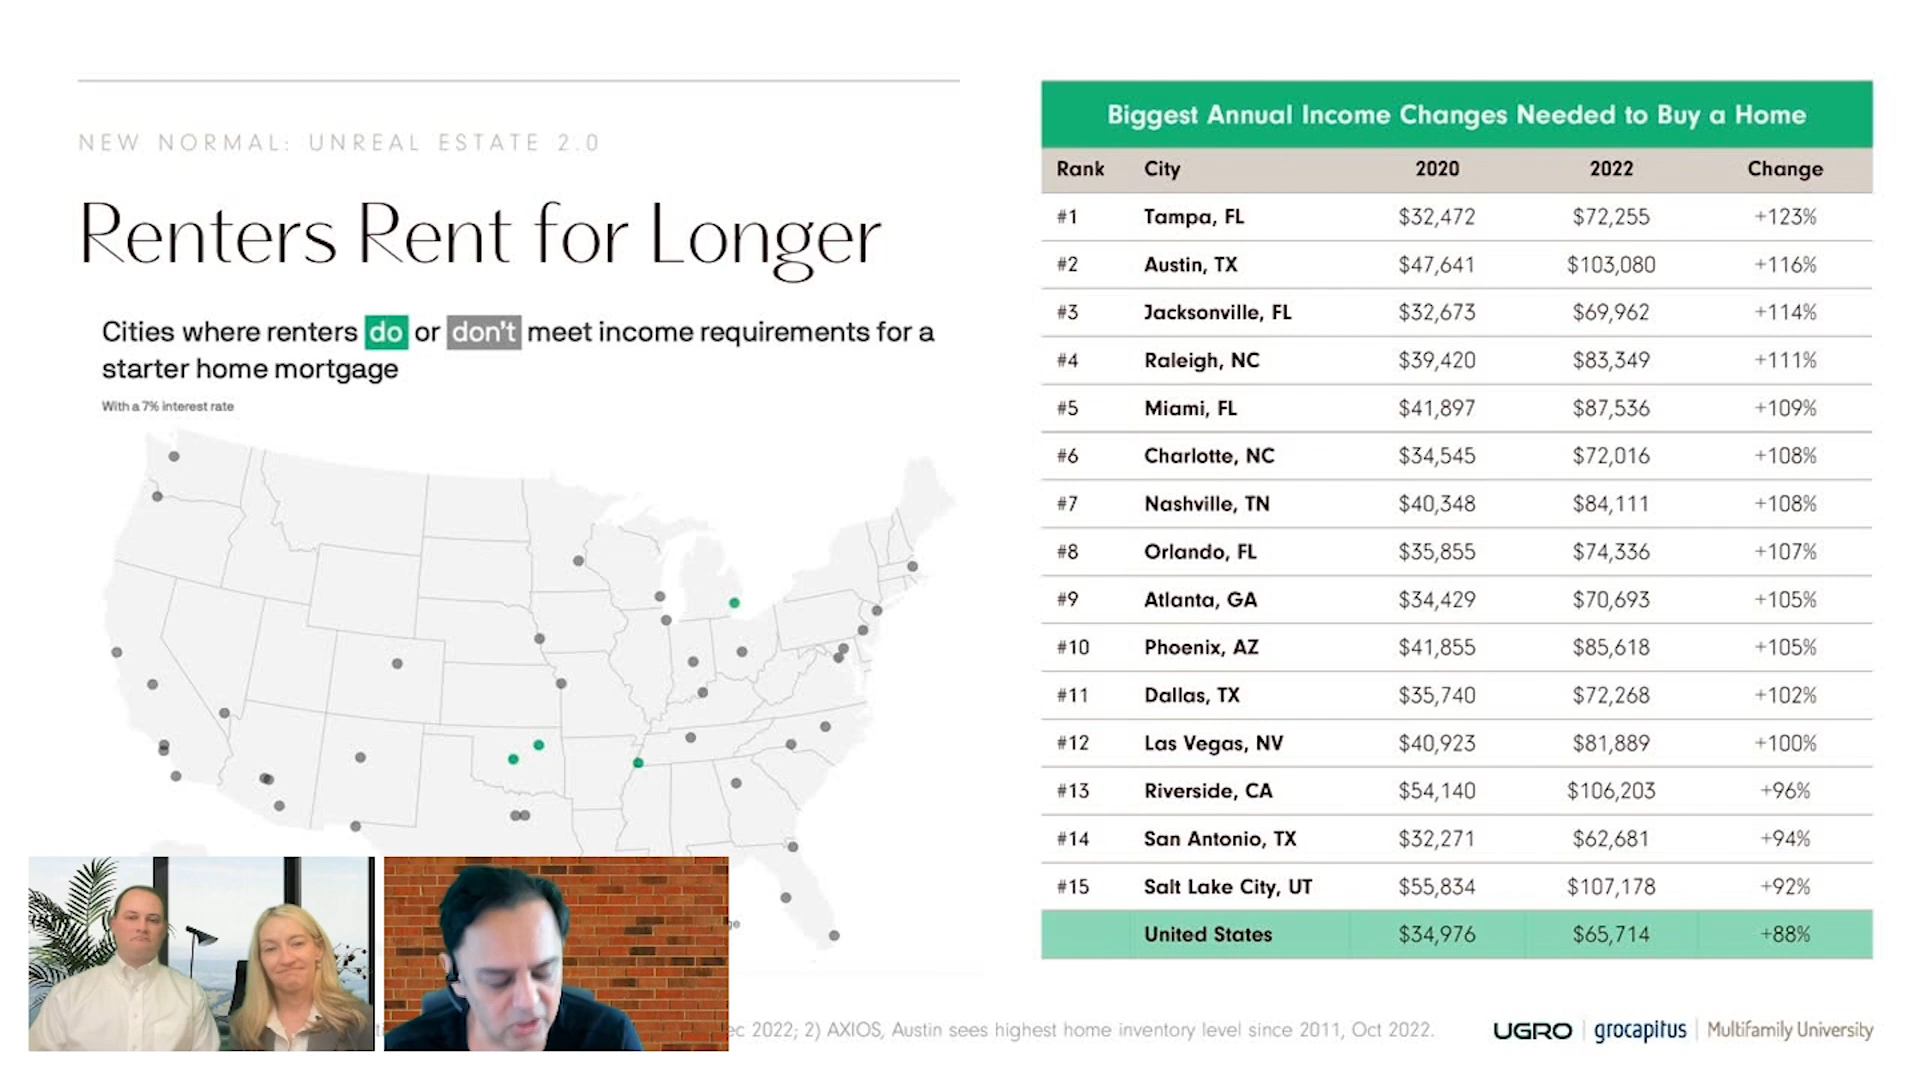 NEW NORMAL: UNREAL ESTATE 2.0
Renters Rent for Longer
Cities where renters do or don't meet income requirements for a
starter home mortgage
With a 7% interest rate
Biggest Annual Income Changes Needed to Buy a Home
Rank City 2020 2022 Change
#1 Tampa, FL $32,472 $72,255 +123%
#2 Austin, TX $47,641 $103,080 +116%
#3 Jacksonville, FL $32,673 $69,962 +114%
#4 Raleigh, NC $39,420 $83,349 +111%
#5 Miami, FL $41,897 $87,536 +109%
#6 Charlotte, NC $34,545 $72,016 +108%
#7 Nashville, TN $40,348 $84,111 +108%
#8 Orlando, FL $35,855 $74,336 +107%
#9 Atlanta, GA $34,429 $70,693 +105%
#10 Phoenix, AZ $41,855 $85,618 +105%
#11 Dallas, TX $35,740 $72,268 +102%
#12 Las Vegas, NV $40,923 $81,889 +100%
#13 Riverside, CA $54,140 $106,203 +96%
#14 San Antonio, TX $32,271 $62,681 +94%
#15 Salt Lake City, UT $55,834 $107,178 +92%
United States $34,976 $65,714 +88%
2022; 2) AXIOS, Austin sees highest home inventory level since 2011, Oct 2022.
UGRO | grocapitus | Multifamily University